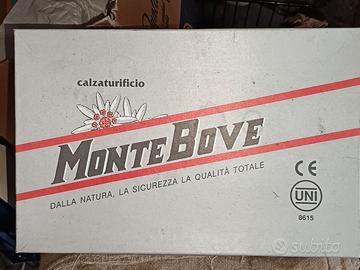 calzaturificio
MONTEBOVE
DALLA NATURA, LA SICUREZZA LA QUALITÀ TOTALE
CE
UNI
8615
subito